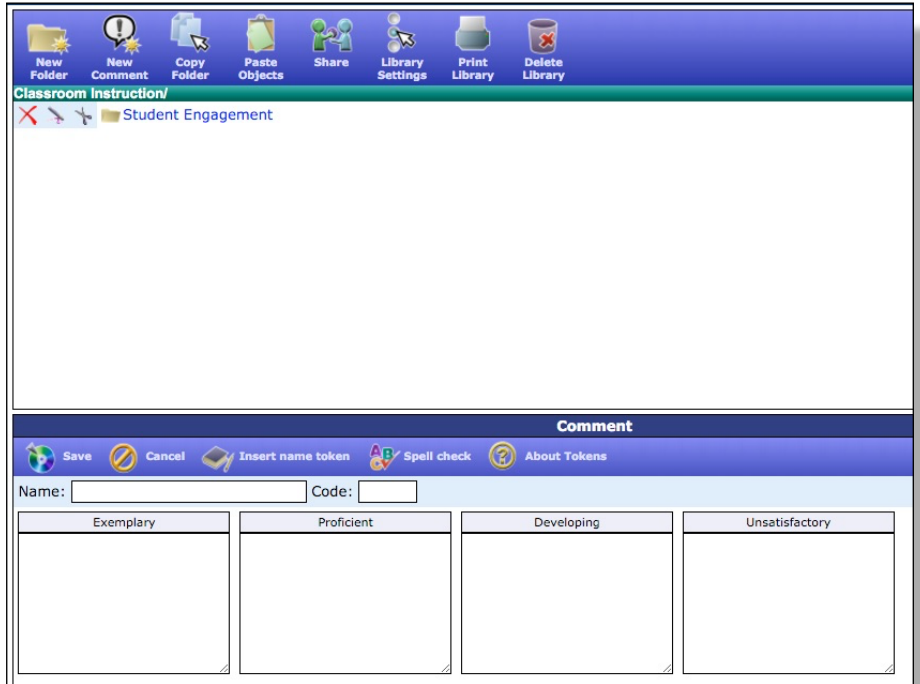 New Folder
New Comment
Copy Folder
Paste Objects
Share
Library Settings
Print Library
Delete Library
Classroom Instruction/
Student Engagement
Comment
Save Cancel Insert name token Spell check About Tokens
Name: Code:
Exemplary Proficient Developing Unsatisfactory